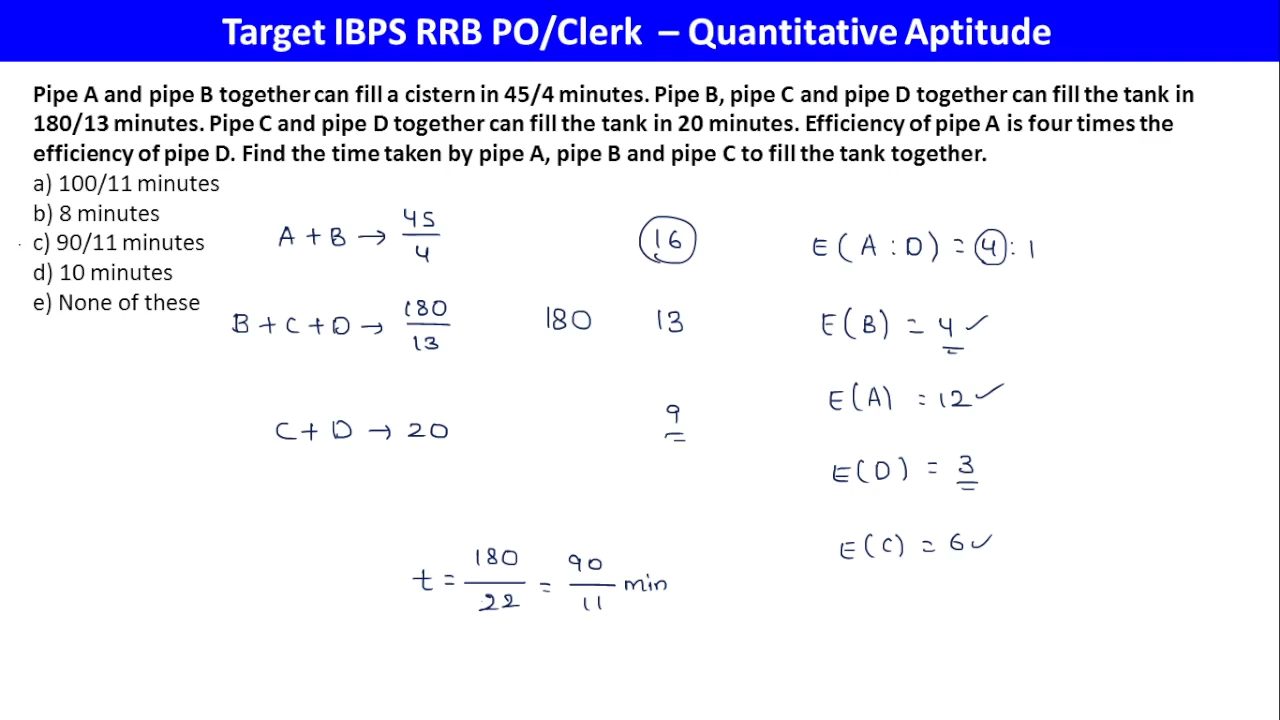 Target IBPS RRB PO/Clerk – Quantitative Aptitude
Pipe A and pipe B together can fill a cistern in 45/4 minutes. Pipe B, pipe C and pipe D together can fill the tank in
180/13 minutes. Pipe C and pipe D together can fill the tank in 20 minutes. Efficiency of pipe A is four times the
efficiency of pipe D. Find the time taken by pipe A, pipe B and pipe C to fill the tank together.
a) 100/11 minutes
b) 8 minutes
c) 90/11 minutes
d) 10 minutes
e) None of these
A + B → 45/4
16
E(A:D) = 4:1
B + C + D → 180/13
180
13
E(B) = 4 ✓
E(A) = 12 ✓
C + D → 20
9
E(D) = 3
E(C) = 6 ✓
t = 180/22 = 90/11 min